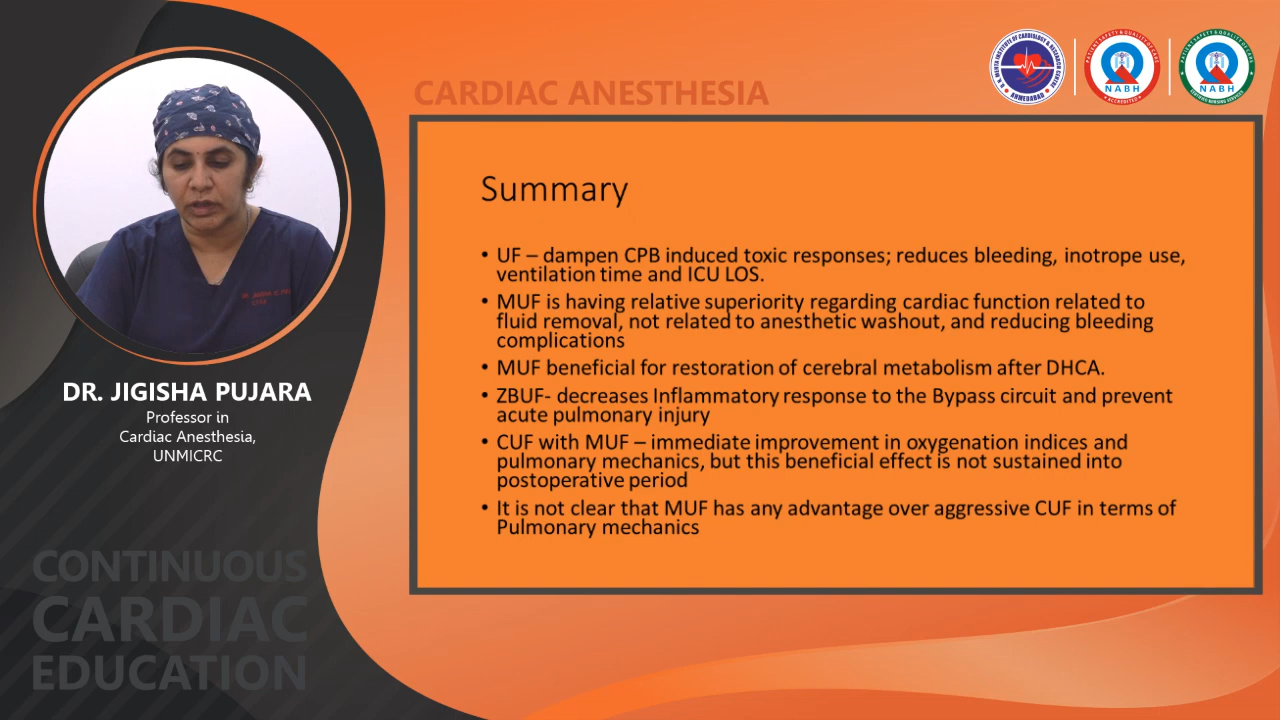 CARDIAC ANESTHESIA
Summary
• UF – dampen CPB induced toxic responses; reduces bleeding, inotrope use,
ventilation time and ICU LOS.
• MUF is having relative superiority regarding cardiac function related to
fluid removal, not related to anesthetic washout, and reducing bleeding
complications
• MUF beneficial for restoration of cerebral metabolism after DHCA.
• ZBUF- decreases Inflammatory response to the Bypass circuit and prevent
acute pulmonary injury
• CUF with MUF – immediate improvement in oxygenation indices and
pulmonary mechanics, but this beneficial effect is not sustained into
postoperative period
• It is not clear that MUF has any advantage over aggressive CUF in terms of
Pulmonary mechanics
DR. JIGISHA PUJARA
Professor in
Cardiac Anesthesia,
UNMICRC
CONTINUOUS
CARDIAC
EDUCATION
AHMEDABAD
NABH
ACCREDITED
NABH